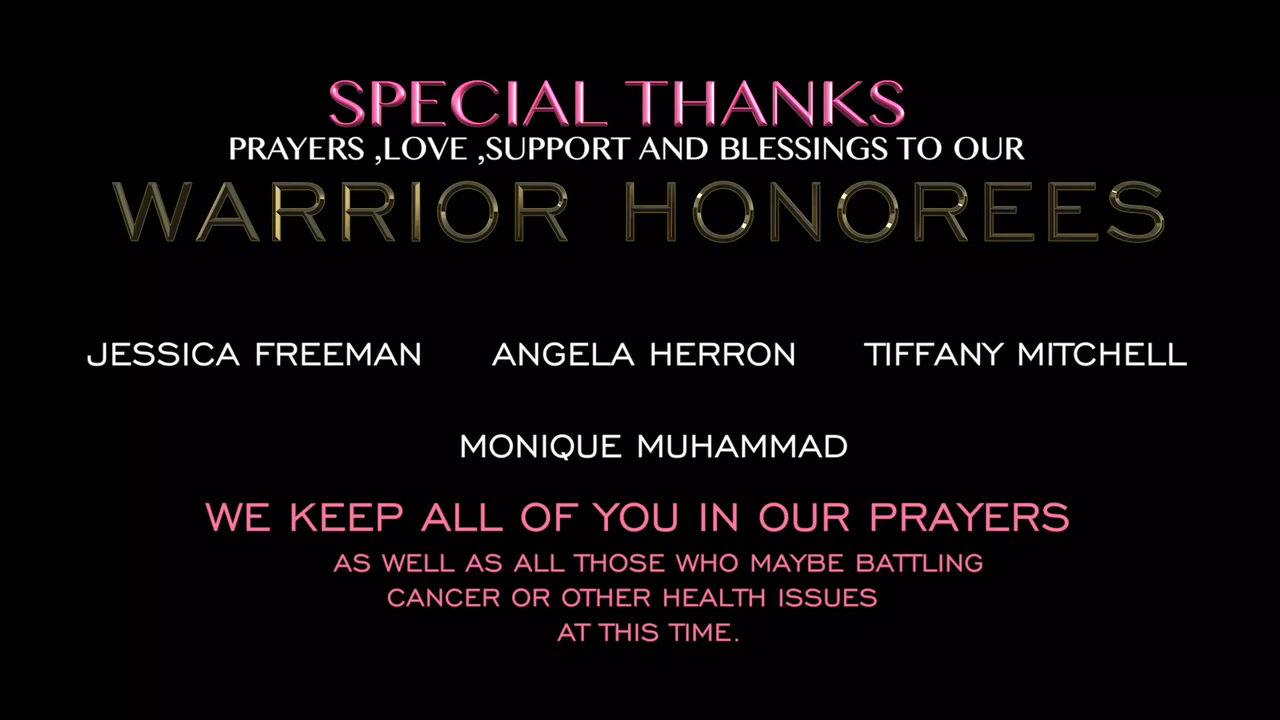 SPECIAL THANKS
PRAYERS ,LOVE ,SUPPORT AND BLESSINGS TO OUR
WARRIOR HONOREES
JESSICA FREEMAN ANGELA HERRON TIFFANY MITCHELL
MONIQUE MUHAMMAD
WE KEEP ALL OF YOU IN OUR PRAYERS
AS WELL AS ALL THOSE WHO MAYBE BATTLING
CANCER OR OTHER HEALTH ISSUES
AT THIS TIME.